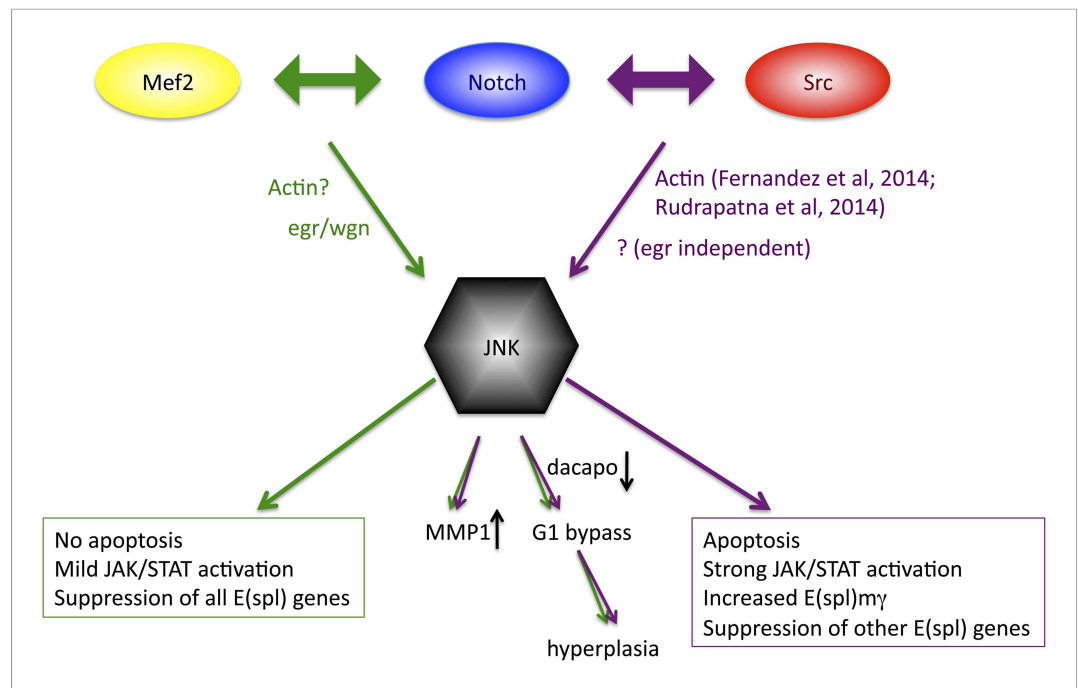 Mef2
Notch
Src
Actin?
egr/wgn
Actin (Fernandez et al, 2014;
Rudrapatna et al, 2014)
? (egr independent)
JNK
dacapo
MMP1
G1 bypass
hyperplasia
No apoptosis
Mild JAK/STAT activation
Suppression of all E(spl) genes
Apoptosis
Strong JAK/STAT activation
Increased E(spl)mγ
Suppression of other E(spl) genes